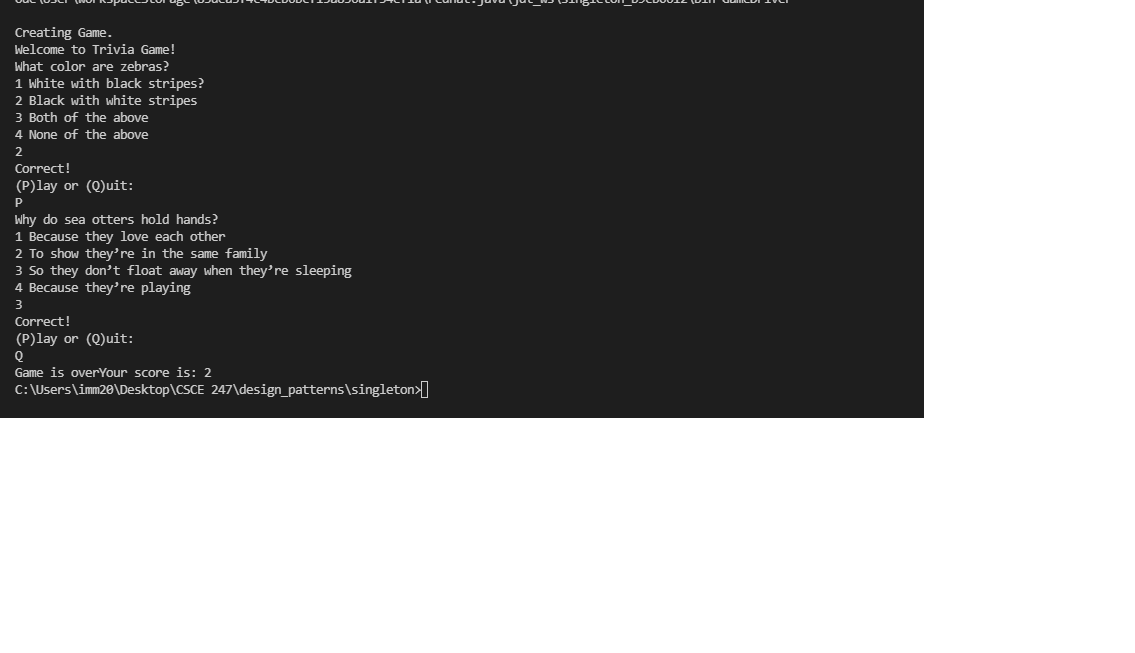 Creating Game.
Welcome to Trivia Game!
What color are zebras?
1 White with black stripes?
2 Black with white stripes
3 Both of the above
4 None of the above
2
Correct!
(P)lay or (Q)uit:
P
Why do sea otters hold hands?
1 Because they love each other
2 To show they’re in the same family
3 So they don’t float away when they’re sleeping
4 Because they’re playing
3
Correct!
(P)lay or (Q)uit:
Q
Game is overYour score is: 2
C:\Users\imm20\Desktop\CSCE 247\design_patterns\singleton>